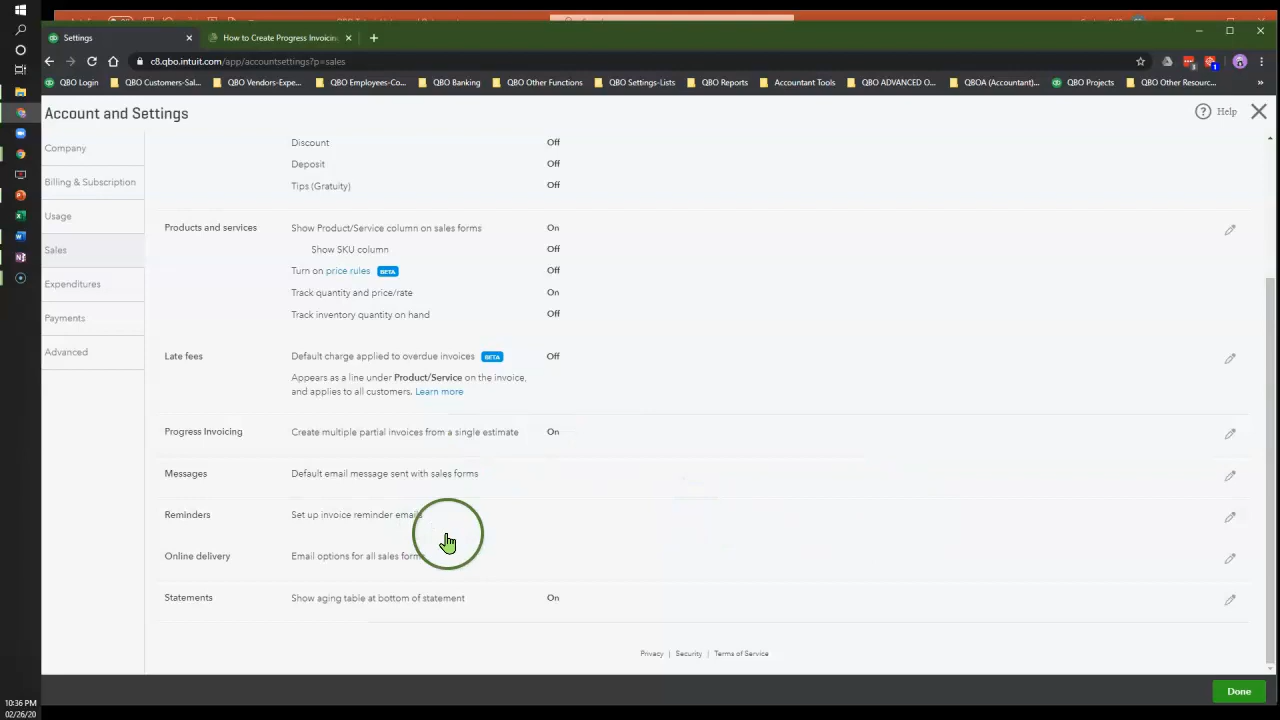 Settings
How to Create Progress Invoicin
c8.qbo.intuit.com/app/accountsettings?p=sales
QBO Login
QBO Customers-Sal...
QBO Vendors-Expe...
QBO Employees-Co...
QBO Banking
QBO Other Functions
QBO Settings-Lists
QBO Reports
Accountant Tools
QBO ADVANCED O...
QBOA (Accountant)...
QBO Projects
QBO Other Resourc...
Account and Settings
Help
Company
Billing & Subscription
Usage
Sales
Expenditures
Payments
Advanced
Discount Off
Deposit Off
Tips (Gratuity) Off
Products and services Show Product/Service column on sales forms On
Show SKU column Off
Turn on price rules BETA Off
Track quantity and price/rate On
Track inventory quantity on hand Off
Late fees Default charge applied to overdue invoices BETA Off
Appears as a line under Product/Service on the invoice,
and applies to all customers. Learn more
Progress Invoicing Create multiple partial invoices from a single estimate On
Messages Default email message sent with sales forms
Reminders Set up invoice reminder emails
Online delivery Email options for all sales forms
Statements Show aging table at bottom of statement On
Privacy | Security | Terms of Service
Done
10:36 PM
02/26/20